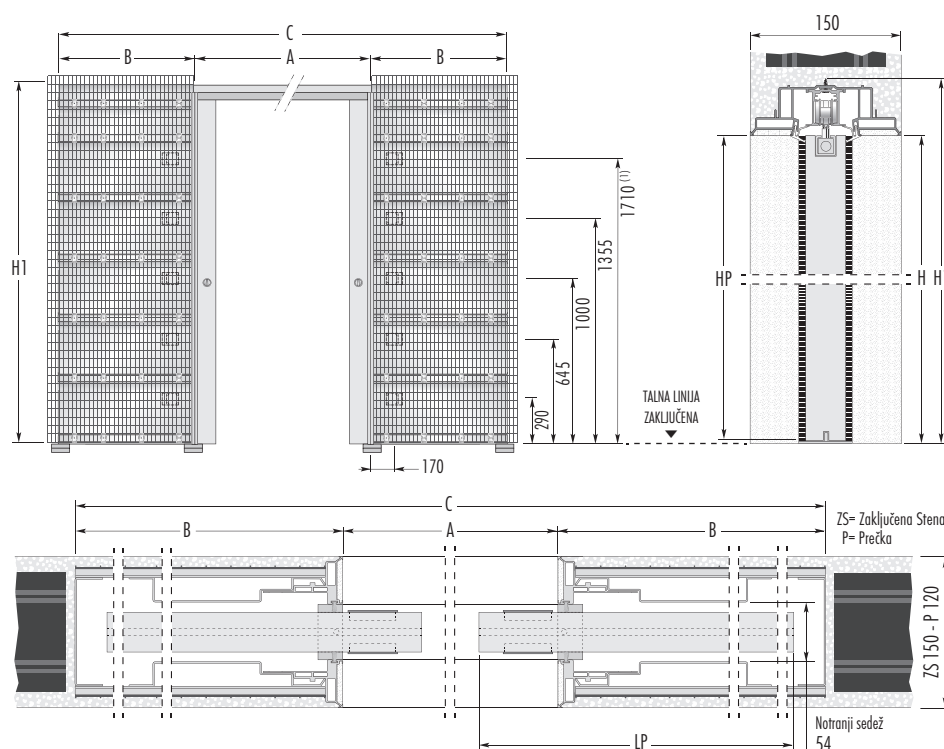 C
B
A
B
H1
1710 (1)
1355
1000
645
290
170
150
HP
H
H
TALNA LINIJA
ZAKLJUČENA
C
B
A
B
ZS= Zaključena Stena
P= Prečka
ZS 150 - P 120
Notranji sedež
54
LP